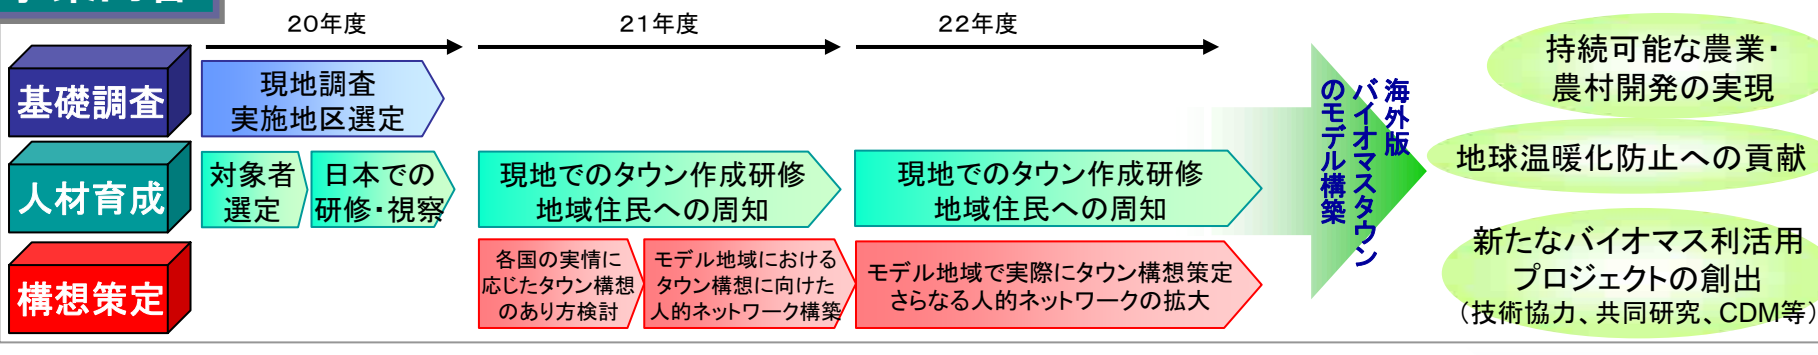 20年度
21年度
22年度
基礎調査
現地調査
実施地区選定
人材育成
対象者
選定
日本での
研修・視察
現地でのタウン作成研修
地域住民への周知
現地でのタウン作成研修
地域住民への周知
構想策定
各国の実情に
応じたタウン構想
のあり方検討
モデル地域における
タウン構想に向けた
人的ネットワーク構築
モデル地域で実際にタウン構想策定
さらなる人的ネットワークの拡大
海外版
バイオマスタウン
のモデル構築
持続可能な農業・
農村開発の実現
地球温暖化防止への貢献
新たなバイオマス利活用
プロジェクトの創出
（技術協力、共同研究、CDM等）